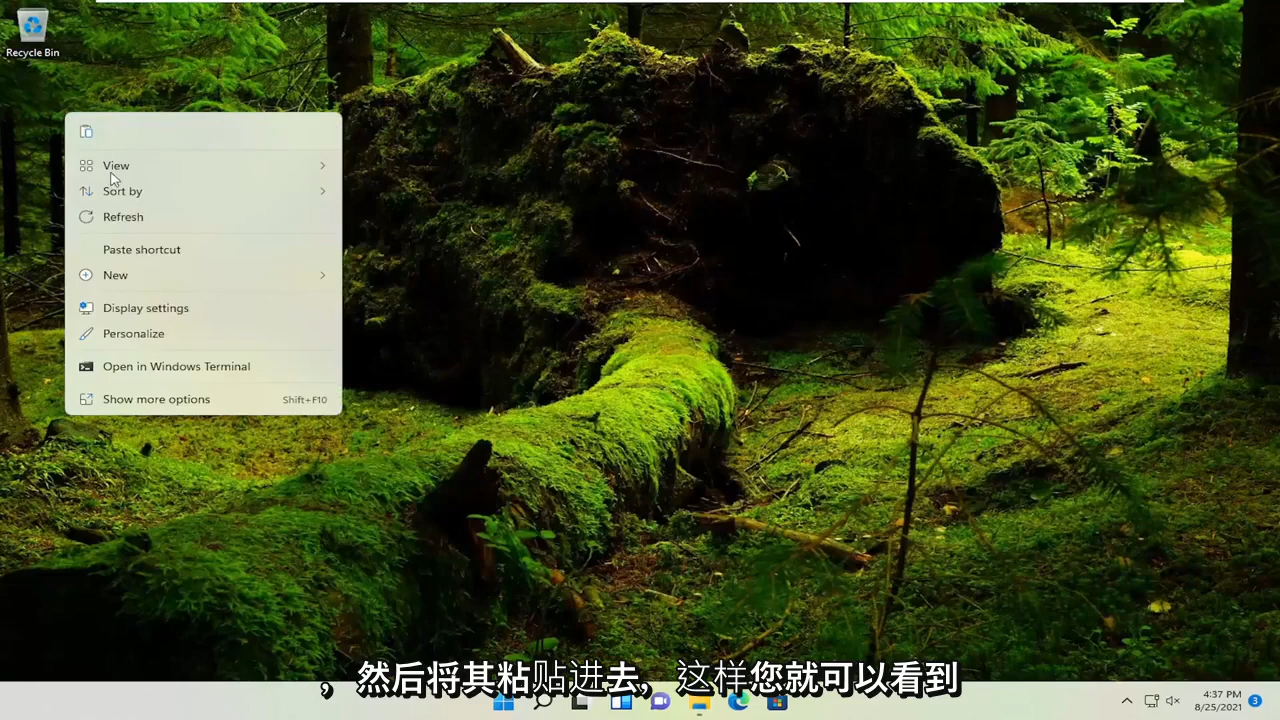 Recycle Bin
View
Sort by
Refresh
Paste shortcut
New
Display settings
Personalize
Open in Windows Terminal
Show more options Shift+F10
，然后将其粘贴进去，这样您就可以看到
4:37 PM
8/25/2021
3